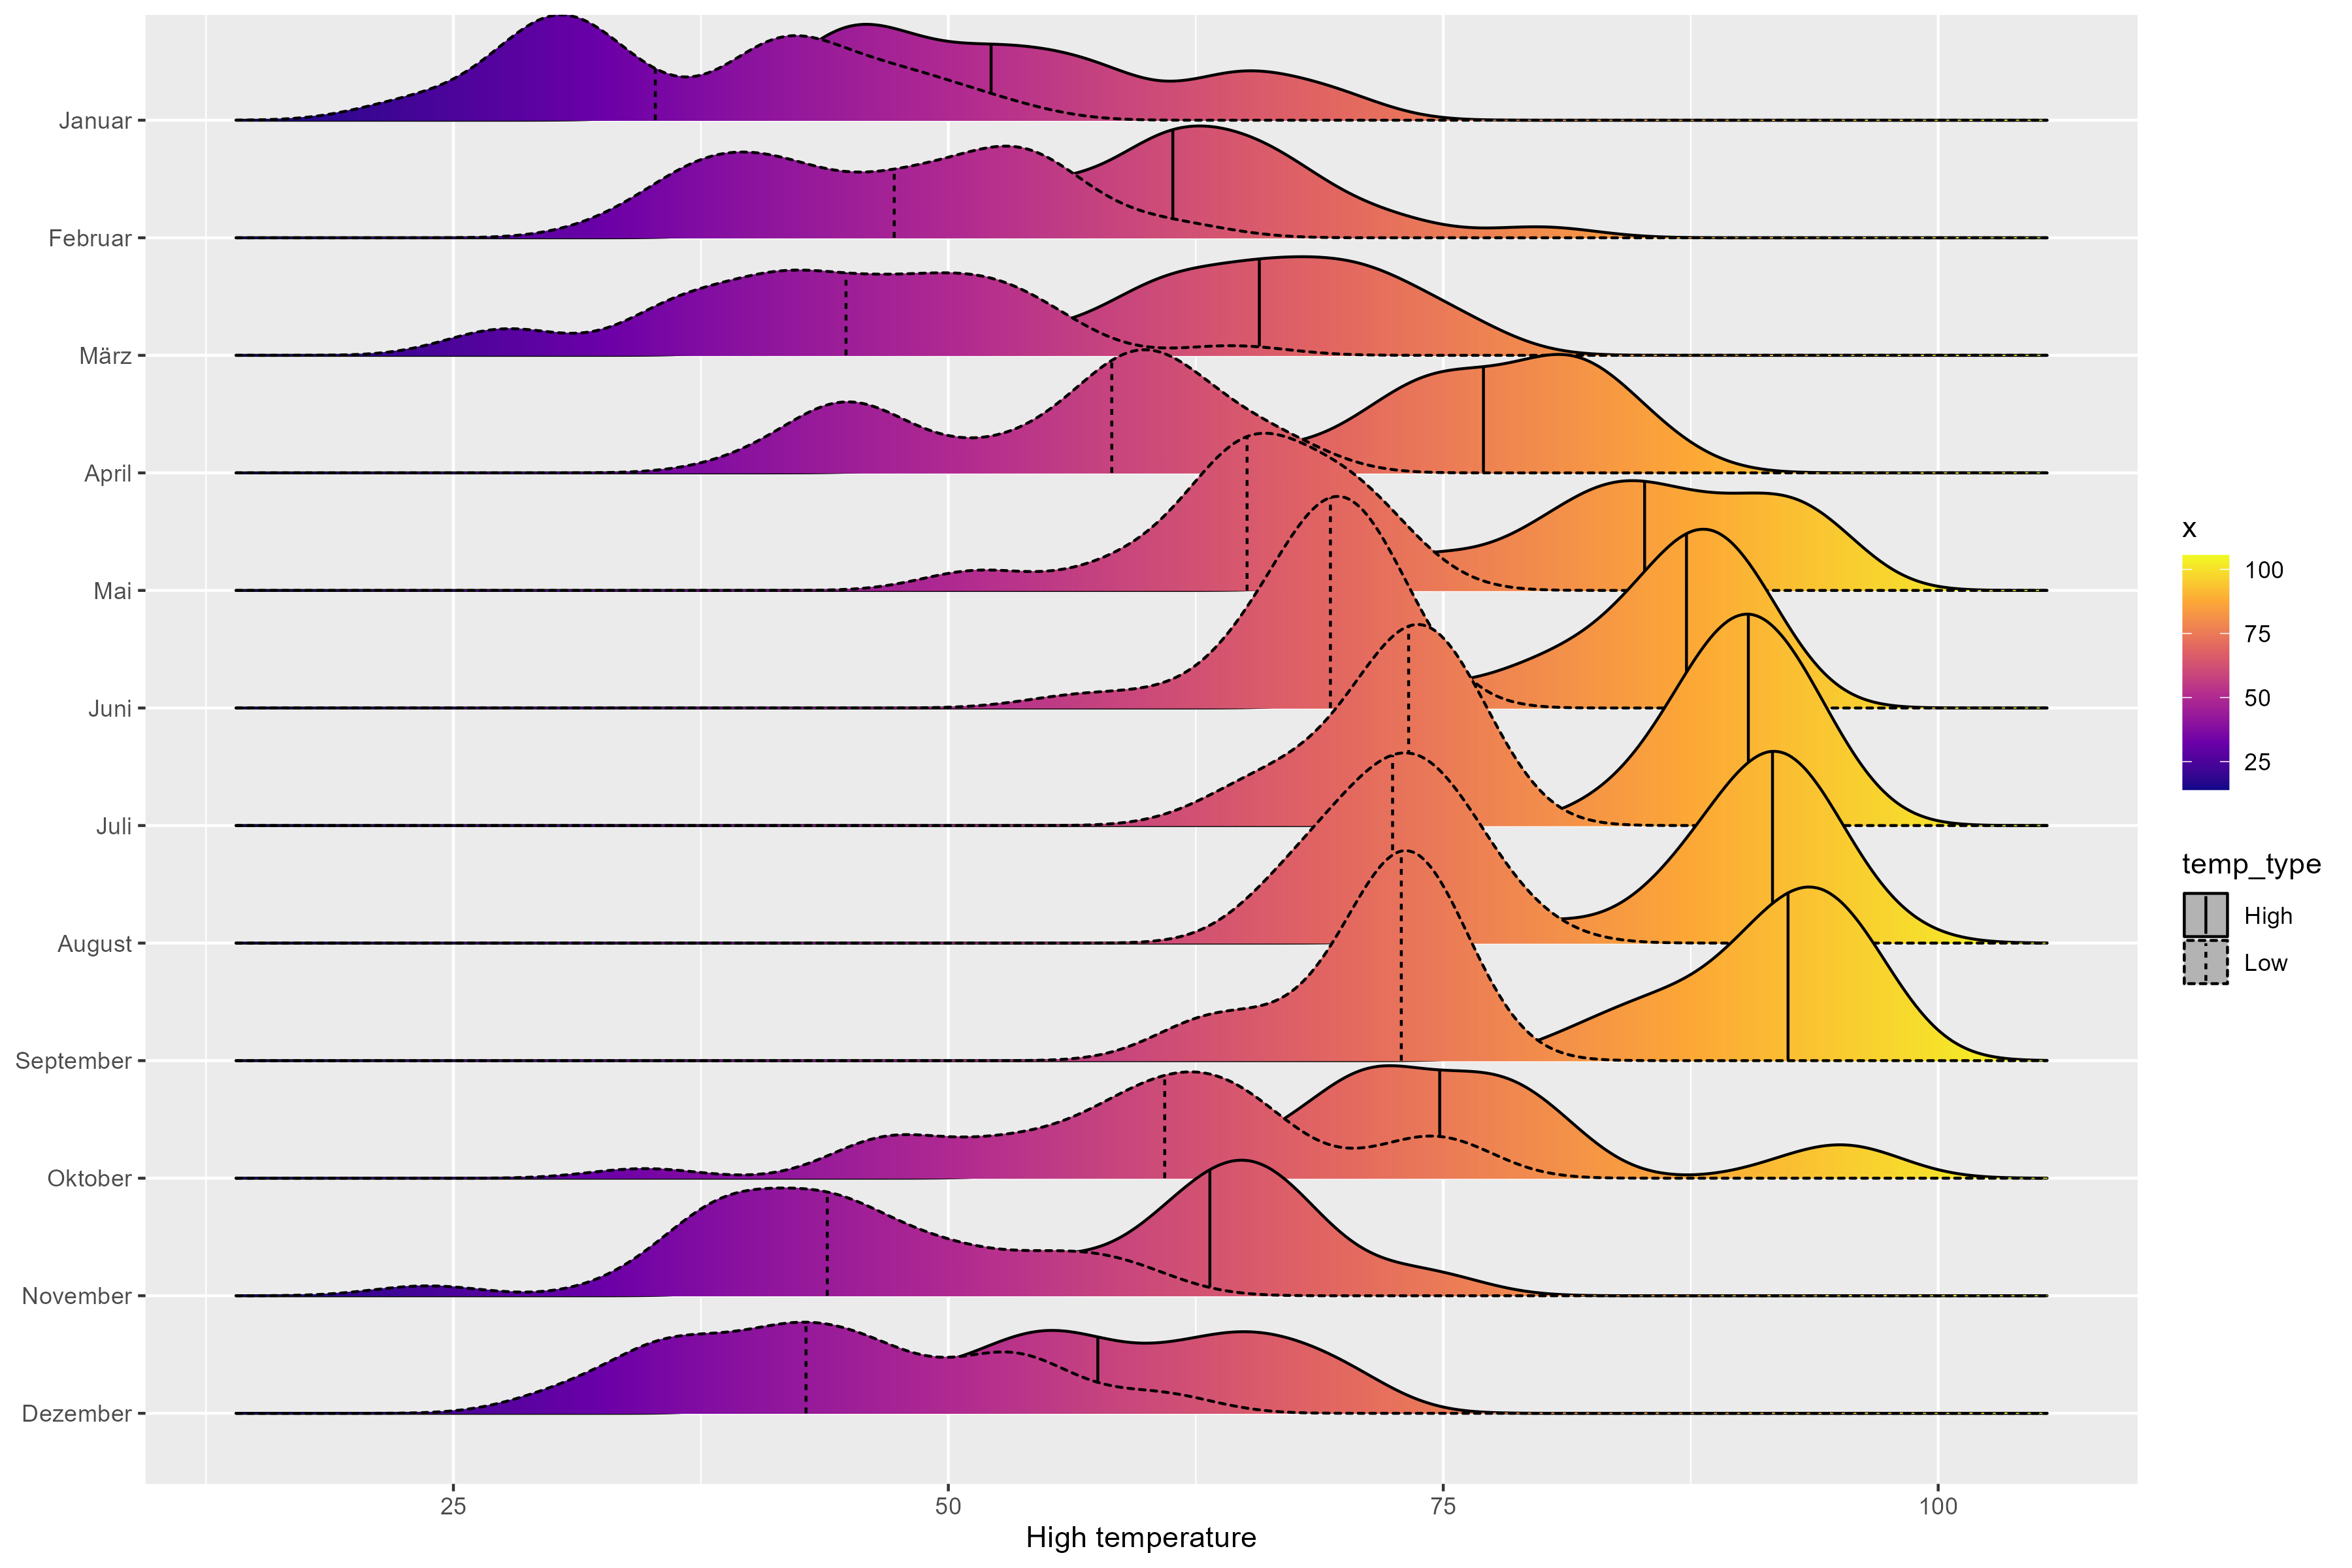 Januar
Februar
März
April
Mai
Juni
Juli
August
September
Oktober
November
Dezember
25 50 75 100
High temperature
x
100
75
50
25
temp_type
High
Low